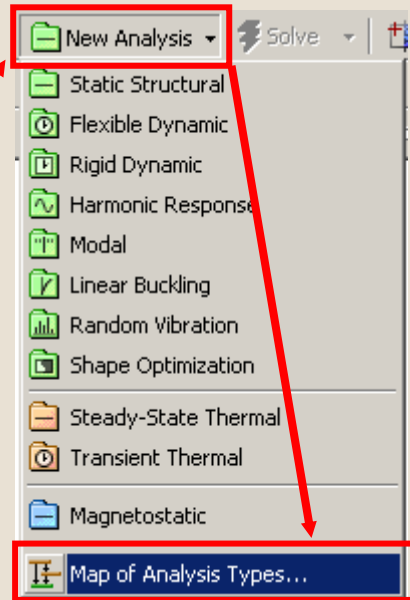 New Analysis Solve
Static Structural
Flexible Dynamic
Rigid Dynamic
Harmonic Response
Modal
Linear Buckling
Random Vibration
Shape Optimization
Steady-State Thermal
Transient Thermal
Magnetostatic
Map of Analysis Types...